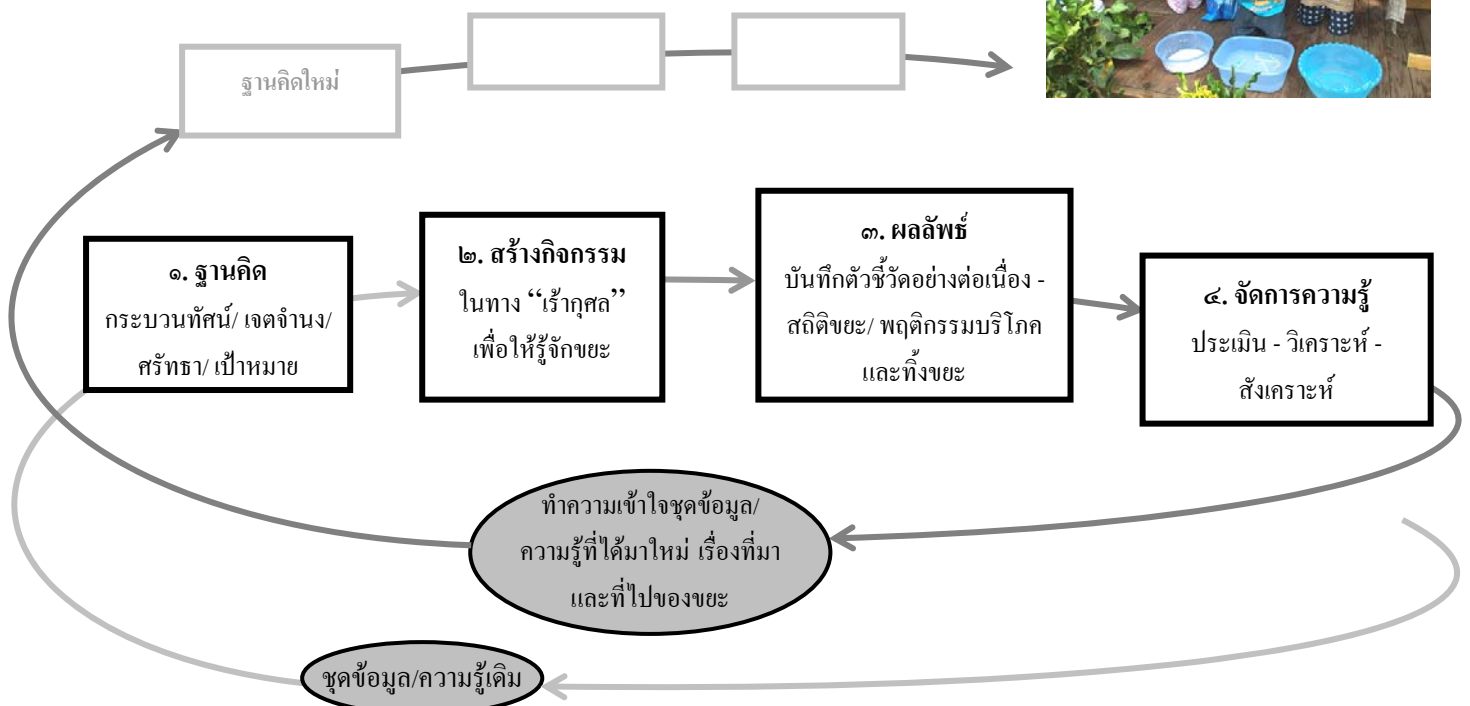 ฐานคิดใหม่
๑. ฐานคิด
กระบวนทัศน์/ เจตจำนง/
ศรัทธา/ เป้าหมาย
๒. สร้างกิจกรรม
ในทาง “เร้ากุศล”
เพื่อให้รู้จักขยะ
๓. ผลลัพธ์
บันทึกตัวชี้วัดอย่างต่อเนื่อง -
สถิติขยะ/ พฤติกรรมบริโภค
และทิ้งขยะ
๔. จัดการความรู้
ประเมิน - วิเคราะห์ -
สังเคราะห์
ทำความเข้าใจชุดข้อมูล/
ความรู้ที่ได้มาใหม่ เรื่องที่มา
และที่ไปของขยะ
ชุดข้อมูล/ความรู้เดิม